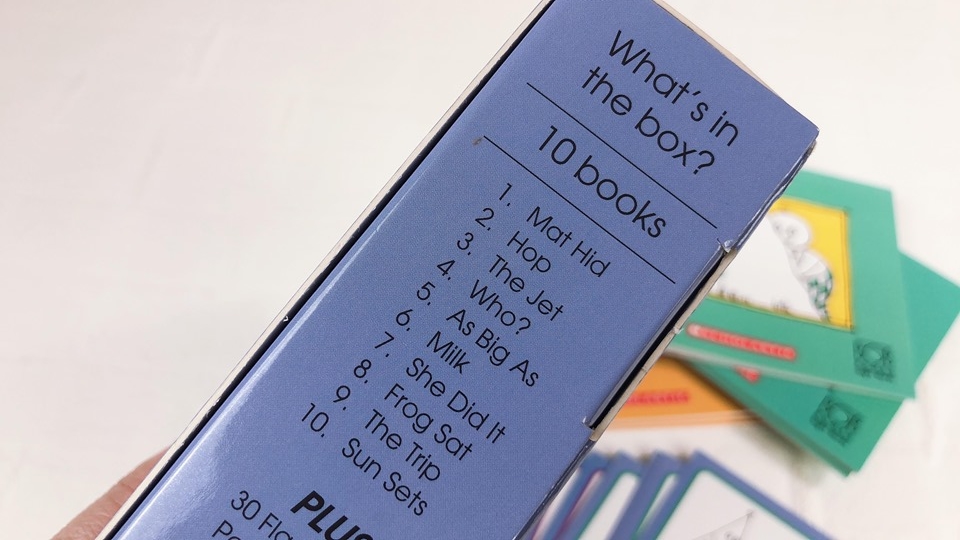 What's in
the box?
10 books
1. Mat Hid
2. Hop
3. The Jet
4. Who?
5. As Big As
6. Milk
7. She Did It
8. Frog Sat
9. The Trip
10. Sun Sets
PLUS
30